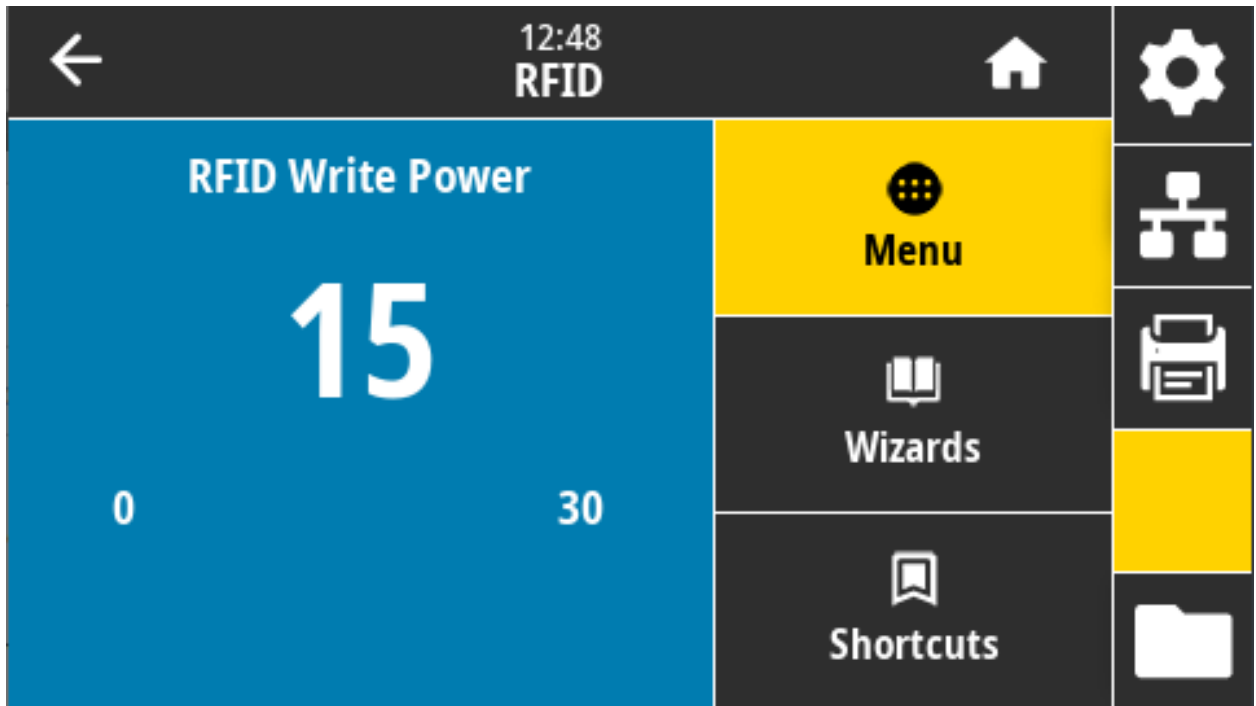 12:48
RFID
RFID Write Power
15
0 30
Menu
Wizards
Shortcuts